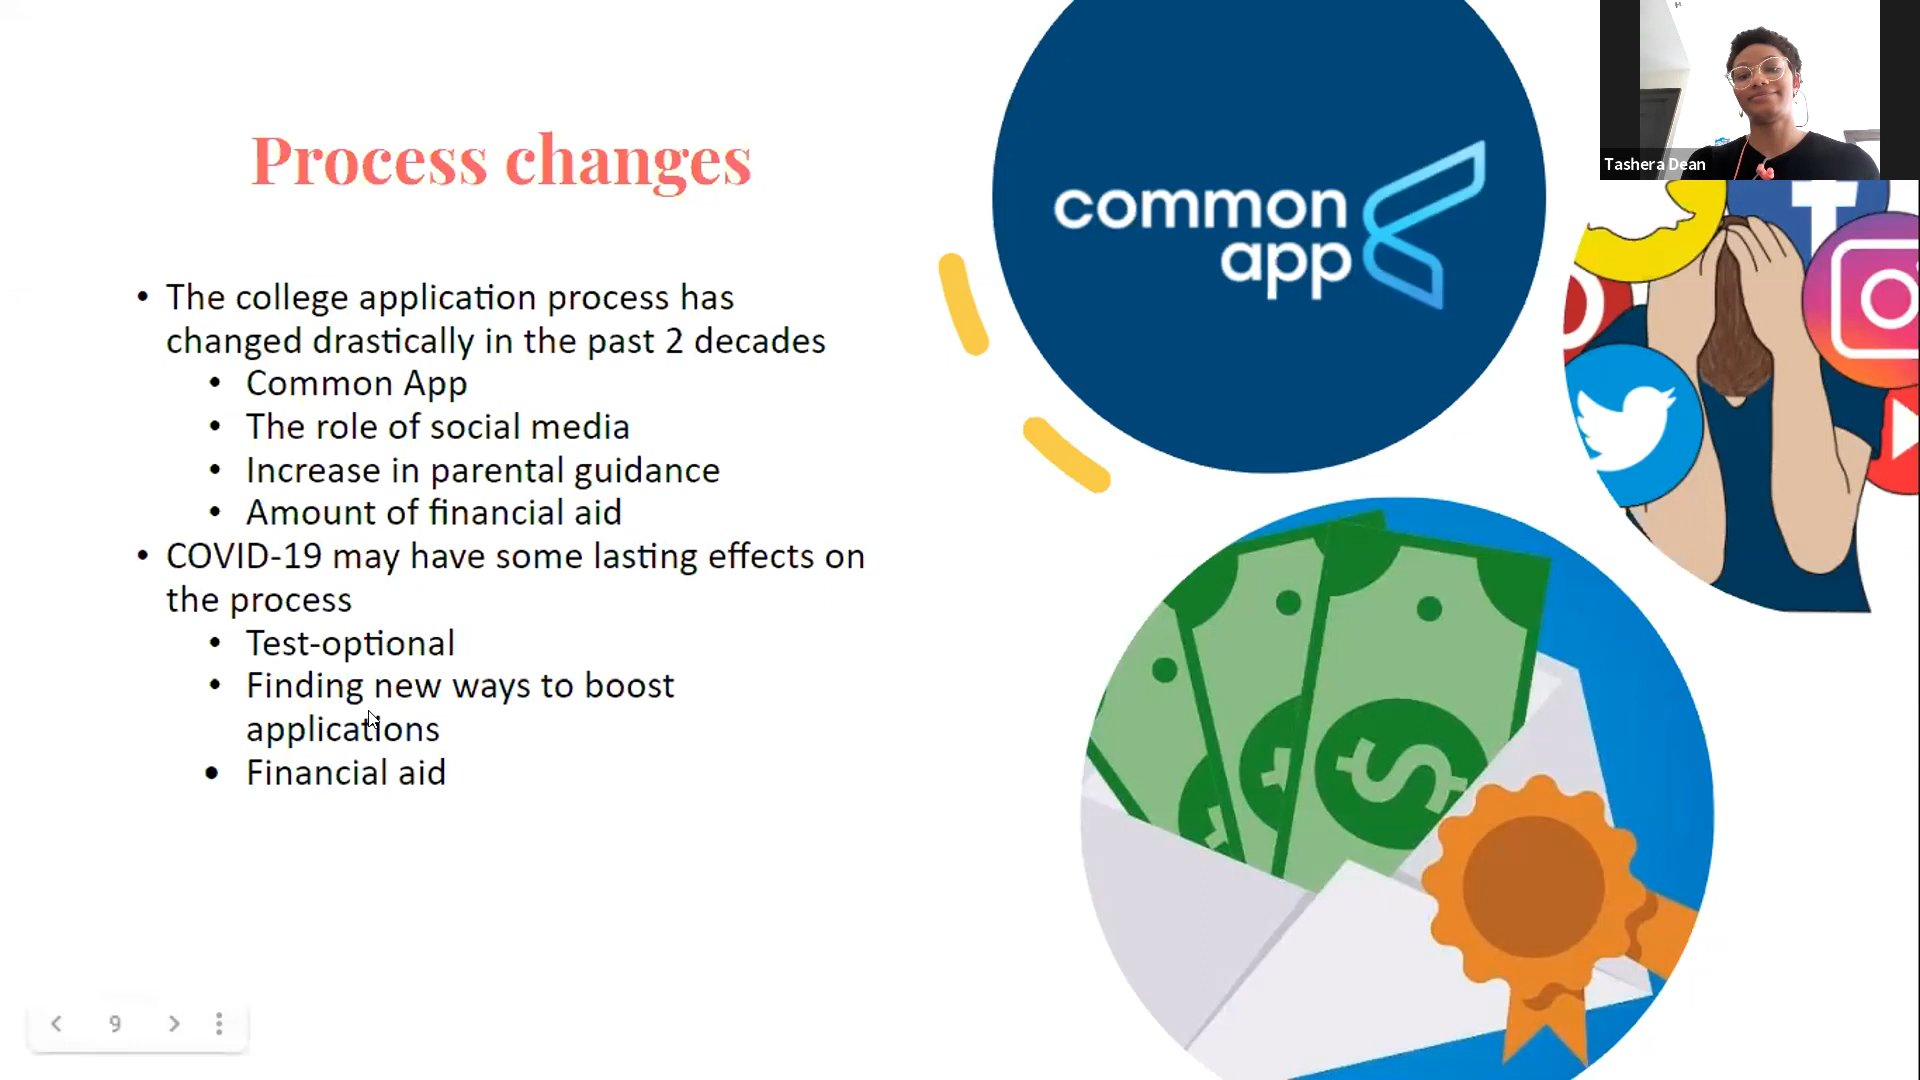 Process changes
• The college application process has
changed drastically in the past 2 decades
• Common App
• The role of social media
• Increase in parental guidance
• Amount of financial aid
• COVID-19 may have some lasting effects on
the process
• Test-optional
• Finding new ways to boost
applications
• Financial aid
common
app
Tashera Dean
9